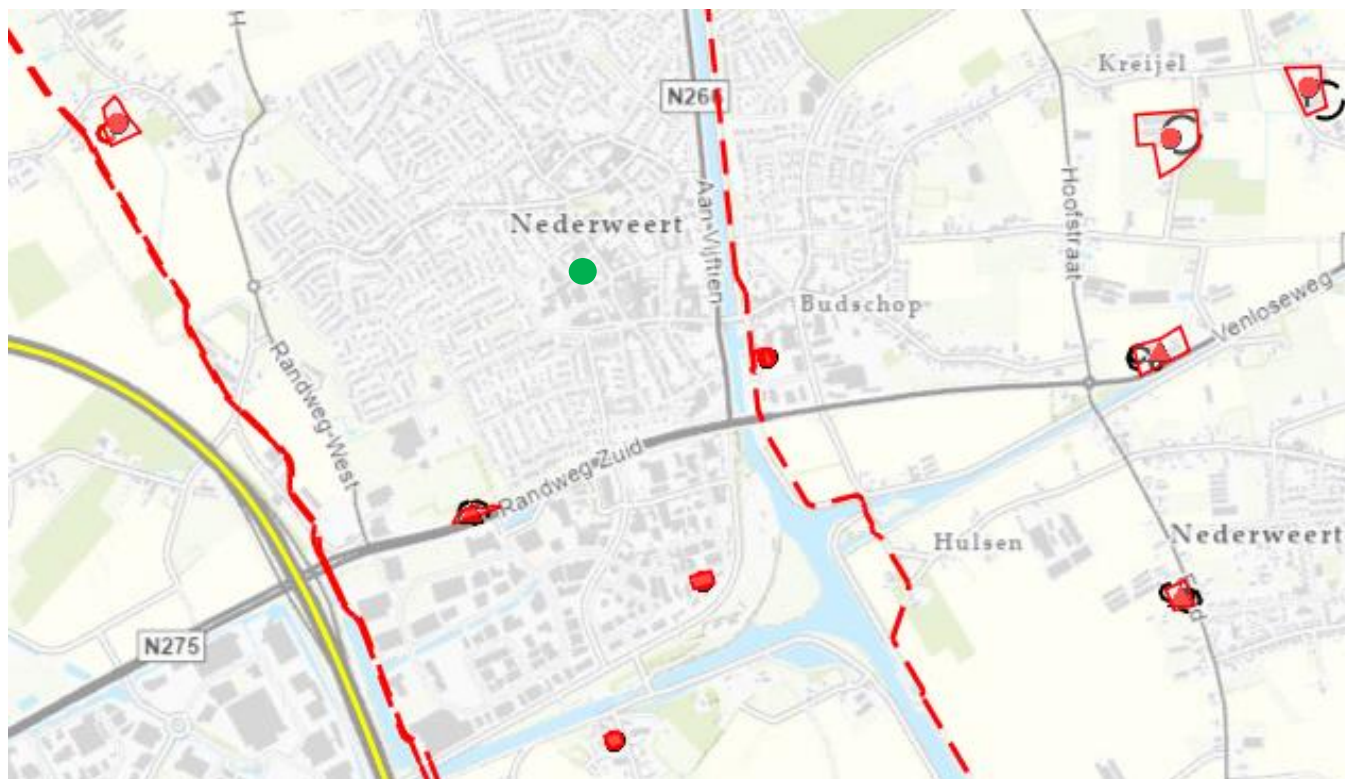 H
Kreijel
N266
Hoofstraat
Aan-Vijftien
Nederweert
Budschop
Venloseweg
Randweg-West
Randweg-Zuid
Hulsen
Nederweert
N275